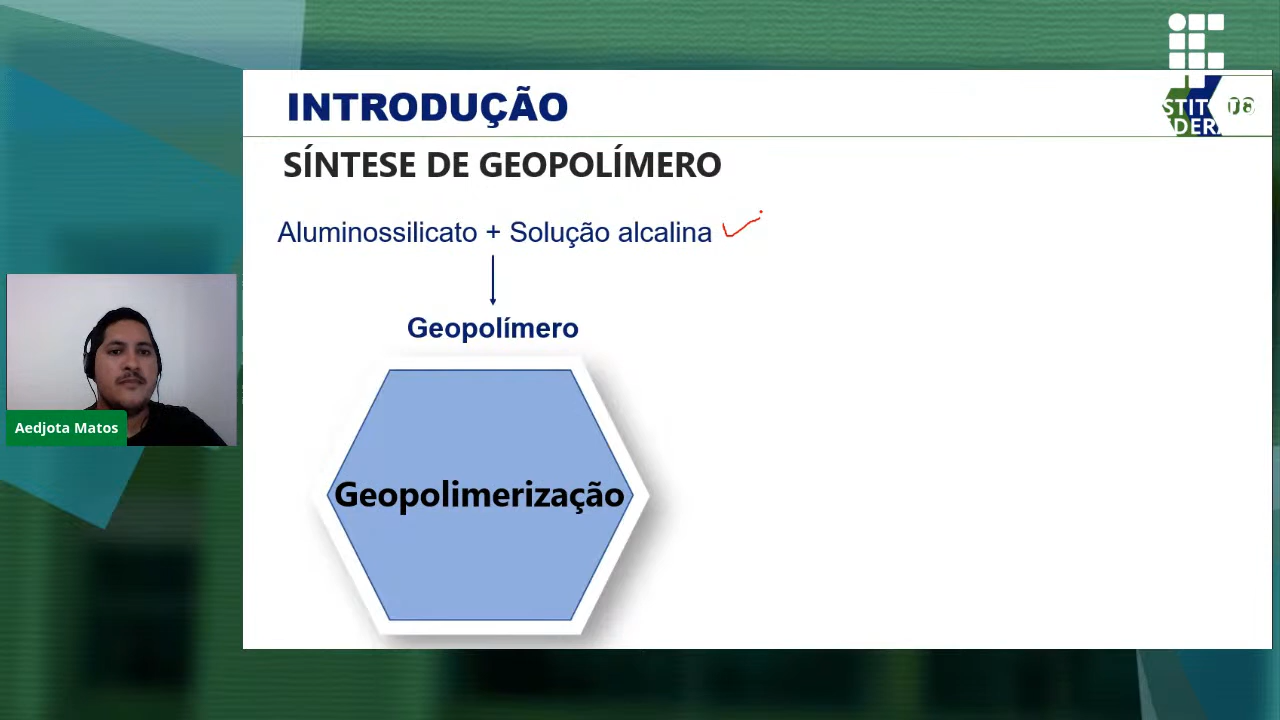 INTRODUÇÃO
SÍNTESE DE GEOPOLÍMERO
Aluminossilicato + Solução alcalina
Geopolímero
Geopolimerização
Aedjota Matos